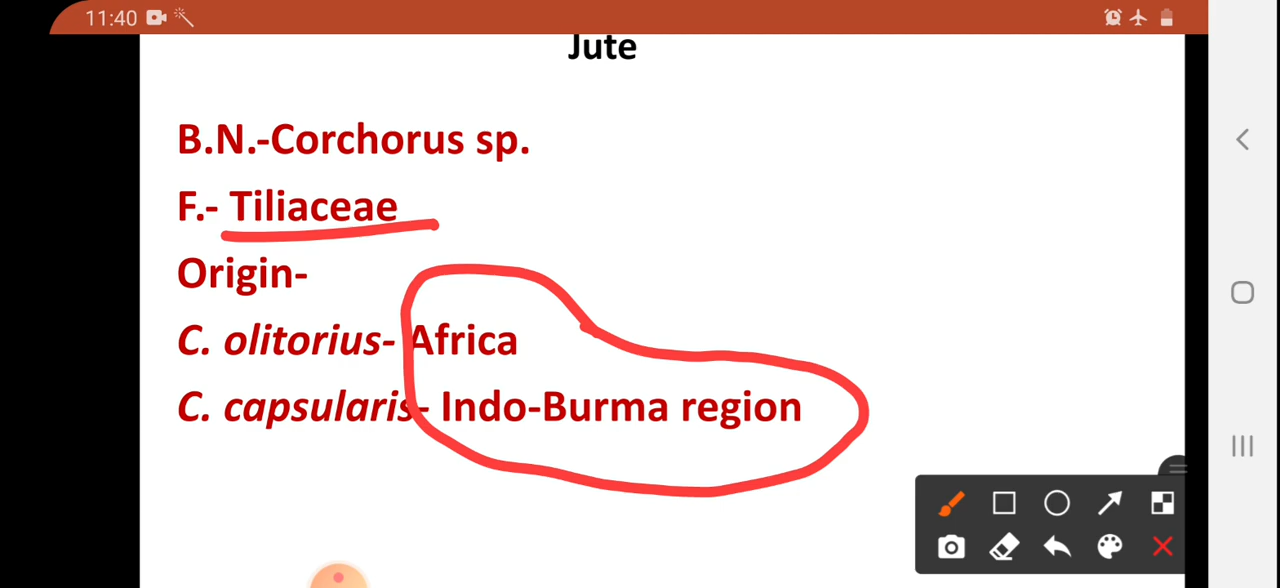 11:40
Jute
B.N.-Corchorus sp.
F.- Tiliaceae
Origin-
C. olitorius- Africa
C. capsularis- Indo-Burma region